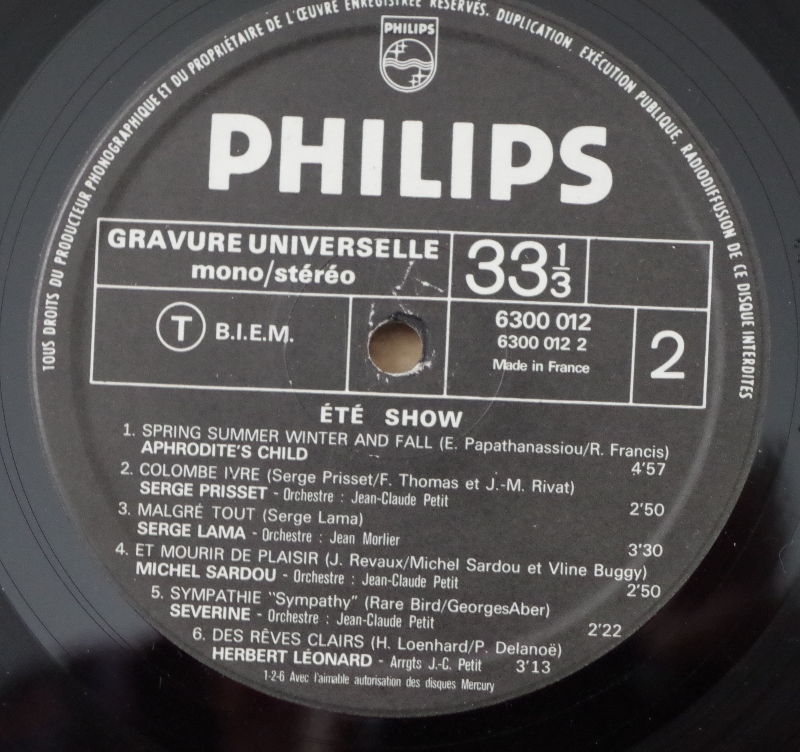 TOUS DROITS DU PRODUCTEUR PHONOGRAPHIQUE ET DU PROPRIÉTAIRE DE L'ŒUVRE ENREGISTRÉE RÉSERVÉS. DUPLICATION, EXÉCUTION PUBLIQUE, RADIODIFFUSION DE CE DISQUE INTERDITES
PHILIPS
PHILIPS
GRAVURE UNIVERSELLE
mono/stéréo
33 1/3
T B.I.E.M.
6300 012
6300 012 2
Made in France
2
ÉTÉ SHOW
1. SPRING SUMMER WINTER AND FALL (E. Papathanassiou/R. Francis)
APHRODITE'S CHILD 4'57
2. COLOMBE IVRE (Serge Prisset/F. Thomas et J.-M. Rivat)
SERGE PRISSET - Orchestre : Jean-Claude Petit 2'50
3. MALGRÉ TOUT (Serge Lama)
SERGE LAMA - Orchestre : Jean Morlier 3'30
4. ET MOURIR DE PLAISIR (J. Revaux/Michel Sardou et Vline Buggy)
MICHEL SARDOU - Orchestre : Jean-Claude Petit 2'50
5. SYMPATHIE "Sympathy" (Rare Bird/GeorgesAber)
SEVERINE - Orchestre : Jean-Claude Petit 2'22
6. DES RÊVES CLAIRS (H. Loenhard/P. Delanoë)
HERBERT LÉONARD - Arrgts J.-C. Petit 3'13
1-2-6 Avec l'aimable autorisation des disques Mercury